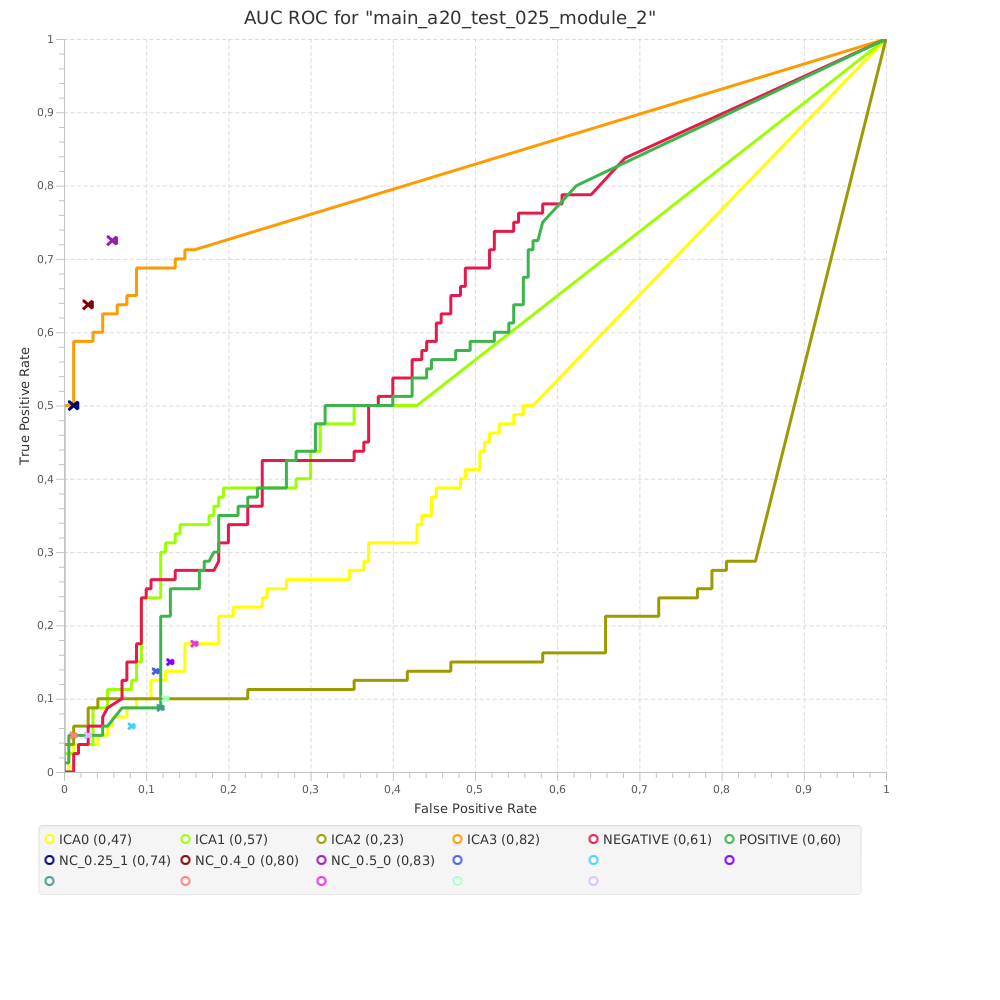 AUC ROC for "main_a20_test_025_module_2"
1
0,9
0,8
0,7
0,6
0,5
0,4
0,3
0,2
0,1
0
True Positive Rate
0 0,1 0,2 0,3 0,4 0,5 0,6 0,7 0,8 0,9 1
False Positive Rate
ICA0 (0,47) ICA1 (0,57) ICA2 (0,23) ICA3 (0,82) NEGATIVE (0,61) POSITIVE (0,60)
NC_0.25_1 (0,74) NC_0.4_0 (0,80) NC_0.5_0 (0,83)